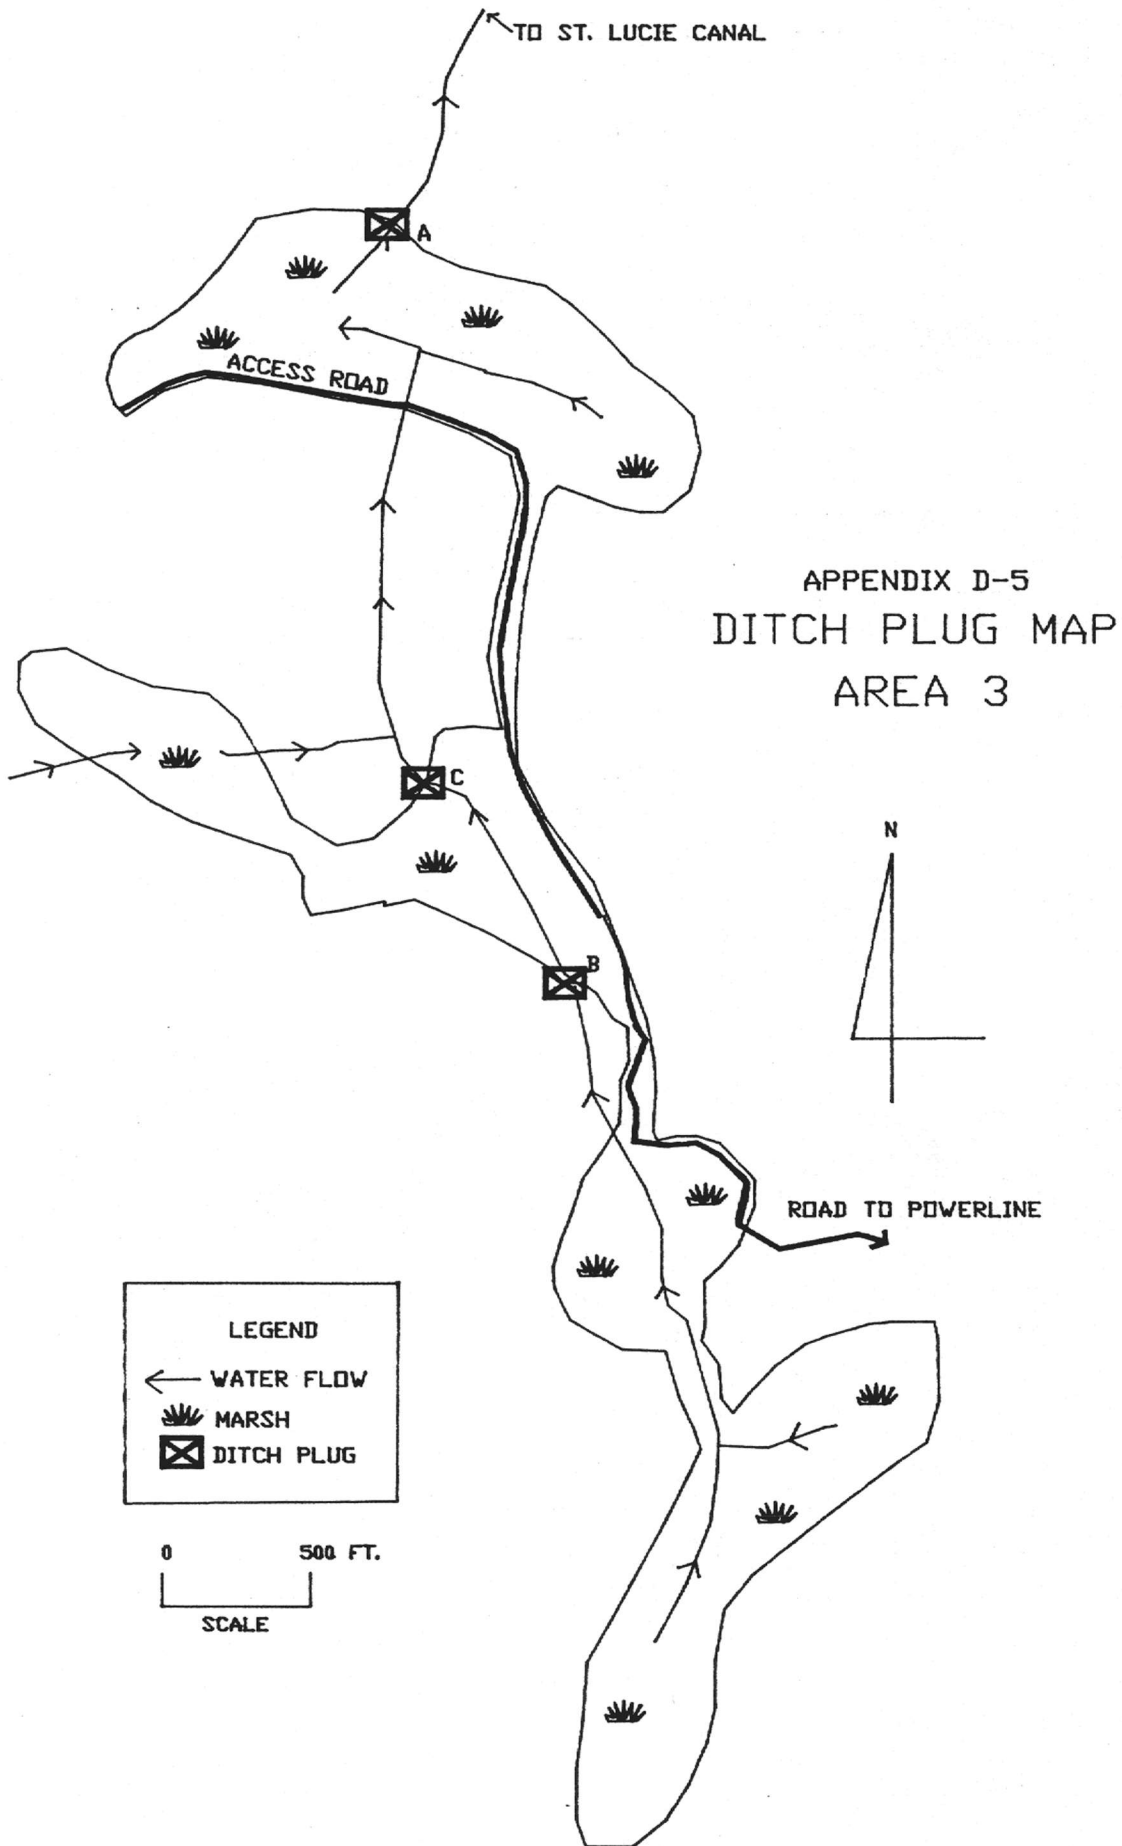 TO ST. LUCIE CANAL
A
ACCESS ROAD
APPENDIX D-5
DITCH PLUG MAP
AREA 3
C
N
B
ROAD TO POWERLINE
LEGEND
WATER FLOW
MARSH
DITCH PLUG
0 500 FT.
SCALE